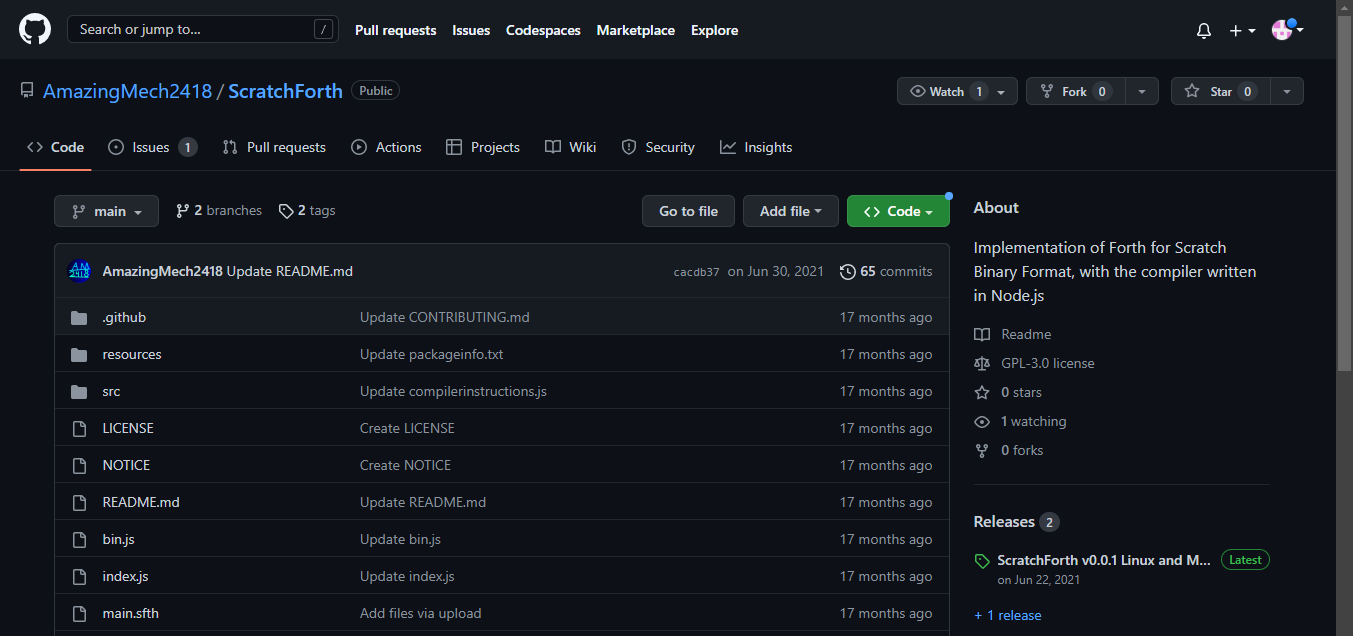 Search or jump to... /
Pull requests Issues Codespaces Marketplace Explore
AmazingMech2418 / ScratchForth Public
Watch 1 Fork 0 Star 0
Code Issues 1 Pull requests Actions Projects Wiki Security Insights
main 2 branches 2 tags
Go to file Add file Code
AmazingMech2418 Update README.md cacdb37 on Jun 30, 2021 65 commits
.github Update CONTRIBUTING.md 17 months ago
resources Update packageinfo.txt 17 months ago
src Update compilerinstructions.js 17 months ago
LICENSE Create LICENSE 17 months ago
NOTICE Create NOTICE 17 months ago
README.md Update README.md 17 months ago
bin.js Update bin.js 17 months ago
index.js Update index.js 17 months ago
main.sfth Add files via upload 17 months ago
About
Implementation of Forth for Scratch
Binary Format, with the compiler written
in Node.js
Readme
GPL-3.0 license
0 stars
1 watching
0 forks
Releases 2
ScratchForth v0.0.1 Linux and M... Latest
on Jun 22, 2021
+ 1 release